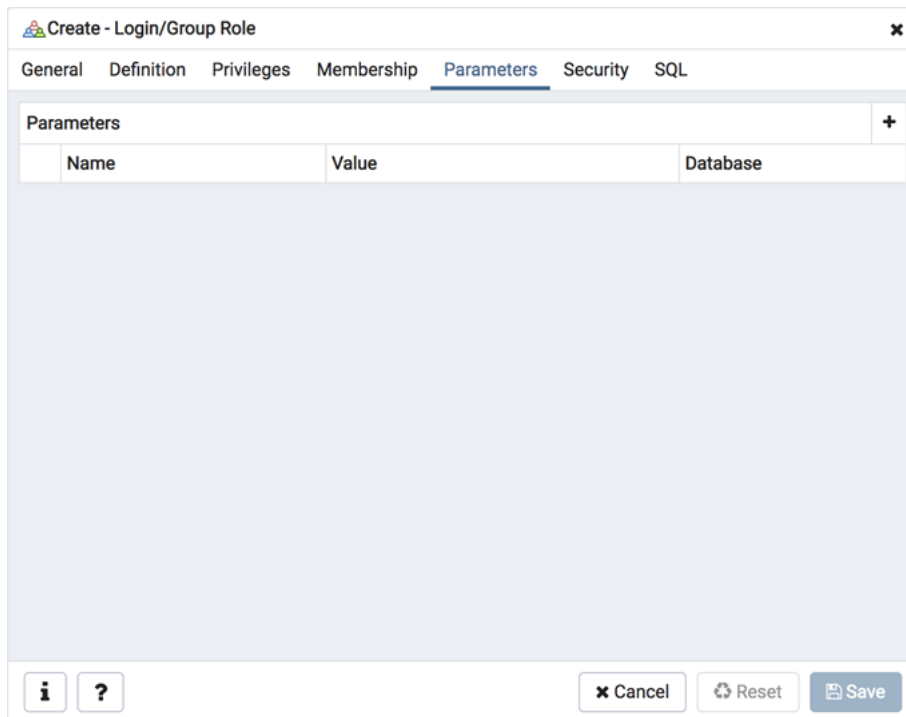 Create - Login/Group Role
General Definition Privileges Membership Parameters Security SQL
Parameters
Name Value Database
i ? Cancel Reset Save